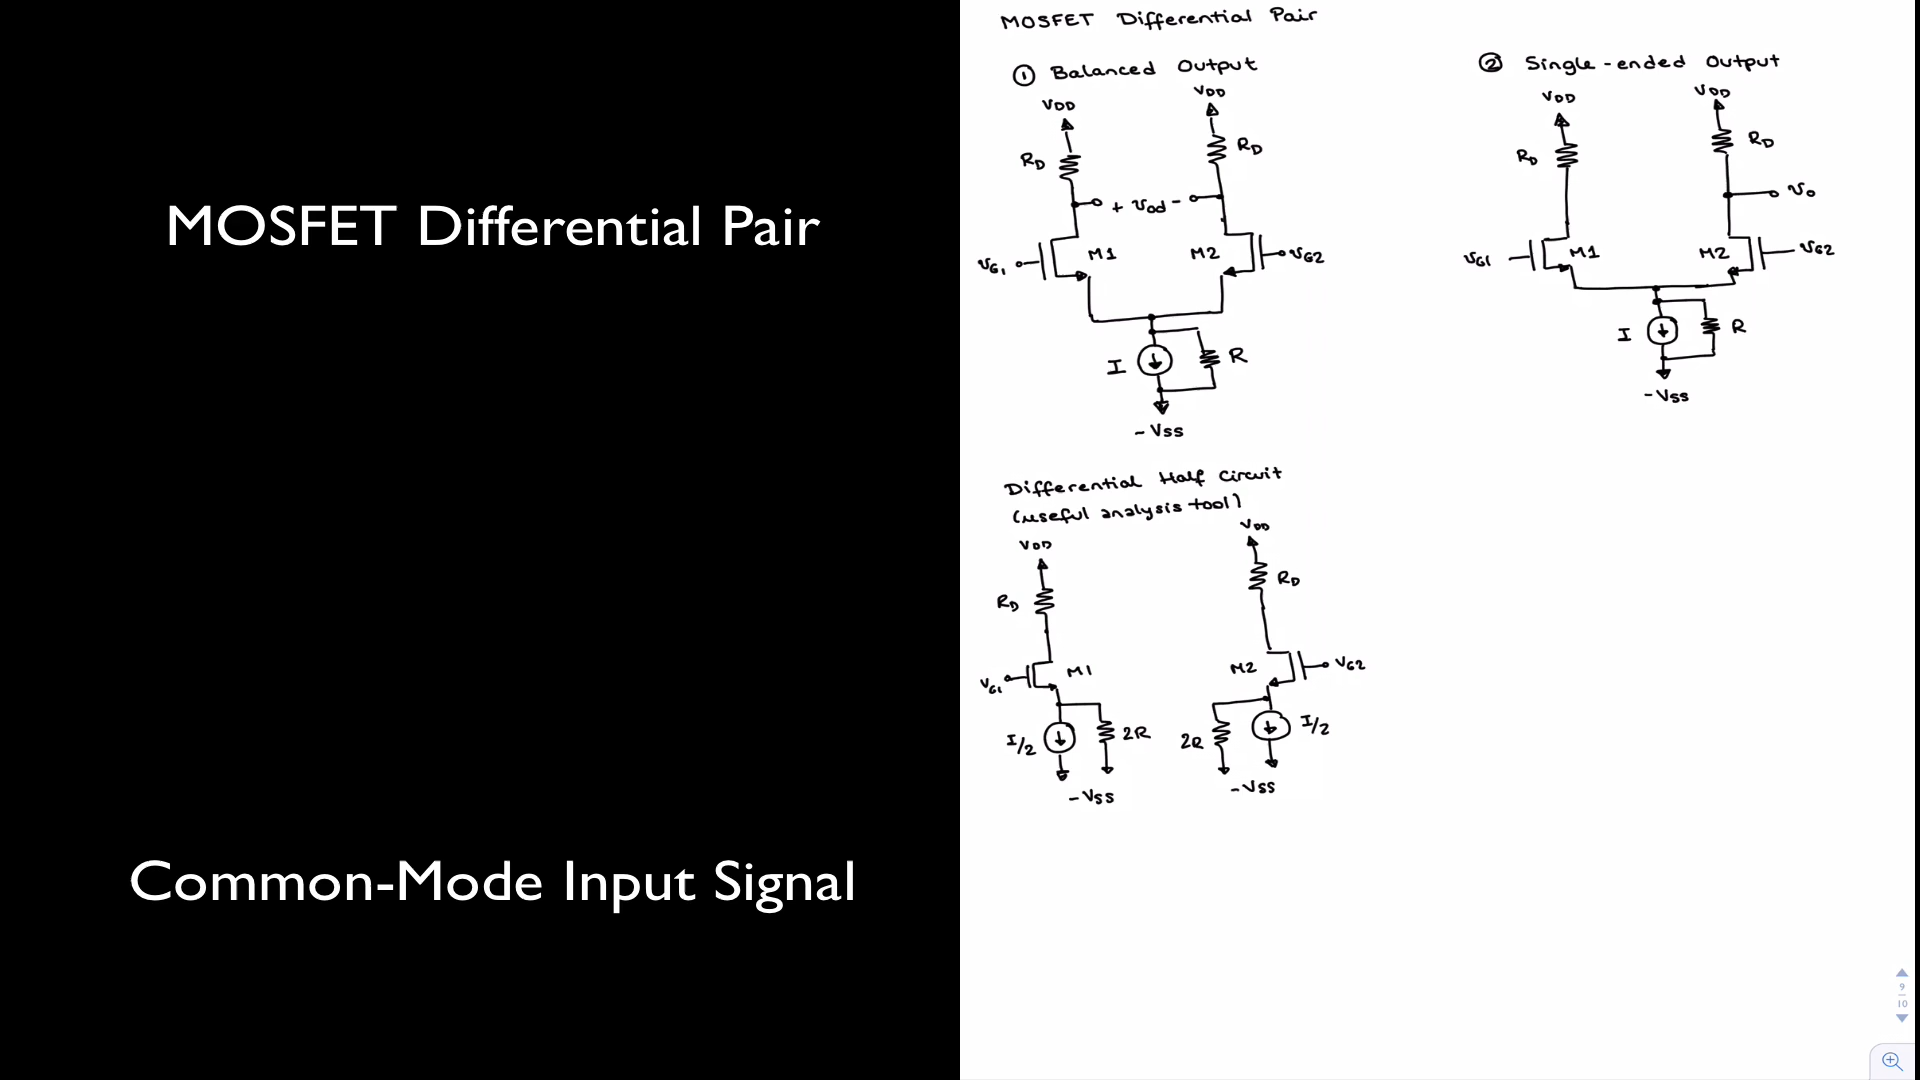 MOSFET Differential Pair
Common-Mode Input Signal
MOSFET Differential Pair
① Balanced Output
VDD
VDD
RD
RD
+ vod -
vG1
M1
M2
vG2
I
R
- VSS
② Single-ended Output
VDD
VDD
RD
RD
vo
vG1
M1
M2
vG2
I
R
- VSS
Differential Half Circuit
(useful analysis tool)
VDD
RD
VG1
M1
I/2
2R
- VSS
VDD
RD
M2
VG2
2R
I/2
- VSS
9
10